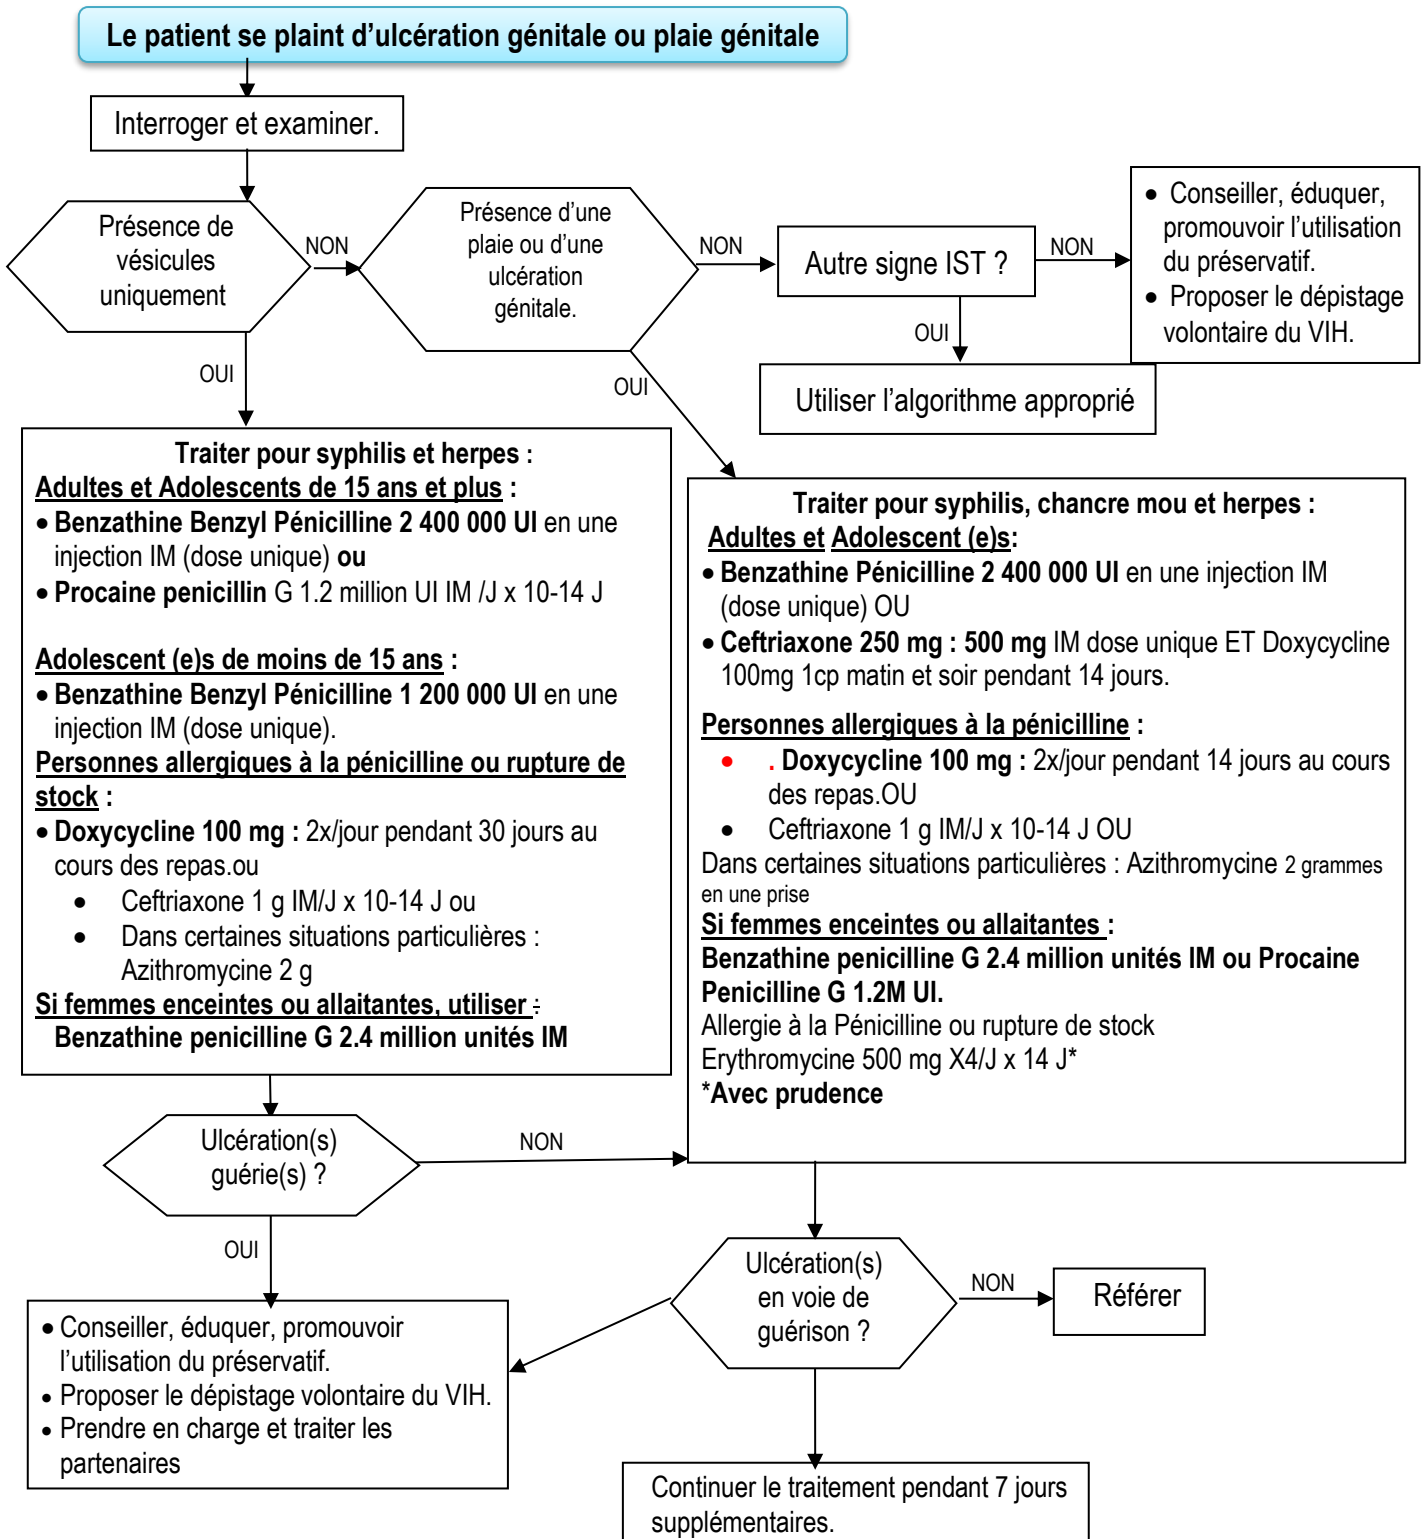 Le patient se plaint d’ulcération génitale ou plaie génitale
Interroger et examiner.
Présence de
vésicules
uniquement
NON
Présence d’une
plaie ou d’une
ulcération
génitale.
NON
Autre signe IST ?
NON
• Conseiller, éduquer,
promouvoir l’utilisation
du préservatif.
• Proposer le dépistage
volontaire du VIH.
OUI
Utiliser l’algorithme approprié
OUI
OUI
Traiter pour syphilis et herpes :
Adultes et Adolescents de 15 ans et plus :
• Benzathine Benzyl Pénicilline 2 400 000 UI en une
injection IM (dose unique) ou
• Procaine penicillin G 1.2 million UI IM /J x 10-14 J
Adolescent (e)s de moins de 15 ans :
• Benzathine Benzyl Pénicilline 1 200 000 UI en une
injection IM (dose unique).
Personnes allergiques à la pénicilline ou rupture de
stock :
• Doxycycline 100 mg : 2x/jour pendant 30 jours au
cours des repas.ou
• Ceftriaxone 1 g IM/J x 10-14 J ou
• Dans certaines situations particulières :
Azithromycine 2 g
Si femmes enceintes ou allaitantes, utiliser :
Benzathine penicilline G 2.4 million unités IM
Traiter pour syphilis, chancre mou et herpes :
Adultes et Adolescent (e)s:
• Benzathine Pénicilline 2 400 000 UI en une injection IM
(dose unique) OU
• Ceftriaxone 250 mg : 500 mg IM dose unique ET Doxycycline
100mg 1cp matin et soir pendant 14 jours.
Personnes allergiques à la pénicilline :
• . Doxycycline 100 mg : 2x/jour pendant 14 jours au cours
des repas.OU
• Ceftriaxone 1 g IM/J x 10-14 J OU
Dans certaines situations particulières : Azithromycine 2 grammes
en une prise
Si femmes enceintes ou allaitantes :
Benzathine penicilline G 2.4 million unités IM ou Procaine
Penicilline G 1.2M UI.
Allergie à la Pénicilline ou rupture de stock
Erythromycine 500 mg X4/J x 14 J*
*Avec prudence
Ulcération(s)
guérie(s) ?
NON
OUI
Ulcération(s)
en voie de
guérison ?
NON
Référer
• Conseiller, éduquer, promouvoir
l’utilisation du préservatif.
• Proposer le dépistage volontaire du VIH.
• Prendre en charge et traiter les
partenaires
Continuer le traitement pendant 7 jours
supplémentaires.